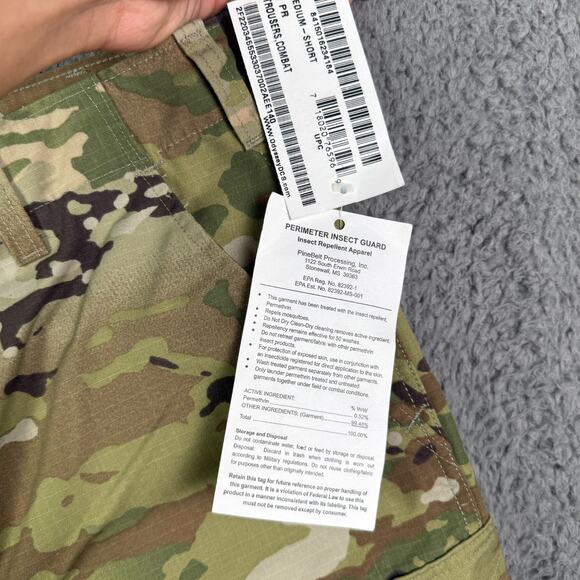 MEDIUM-SHORT
PR
TROUSERS,COMBAT
8415016234184
7 18020 76596 9
UPC
www.OdysseyDCS.com
PERIMETER INSECT GUARD
Insect Repellent Apparel
PineBelt Processing, Inc.
1122 South Erwin Road
Stonewall, MS 39363
EPA Reg. No. 82392-1
EPA Est. No. 82392-MS-001
• This garment has been treated with the insect repellent,
Permethrin.
• Repels mosquitoes.
• Do Not Dry Clean-Dry cleaning removes active ingredient.
• Repellency remains effective for 50 washes.
• Do not retreat garment/fabric with other permethrin
insect products.
• For protection of exposed skin, use in conjunction with
an insecticide registered for direct application to the skin.
• Wash treated garment separately from other garments.
• Only launder permethrin treated and untreated
garments together under field or combat conditions.
ACTIVE INGREDIENT: % W/W
Permethrin 0.52%
OTHER INGREDIENTS: (Garment) 99.48%
Total 100.00%
Storage and Disposal
Do not contaminate water, food or feed by storage or disposal.
Disposal: Discard in trash when clothing is worn out
according to Military regulations. Do not reuse clothing/fabric
for purposes other than originally intended.
Retain this tag for future reference on proper handling of
this garment. It is a violation of Federal Law to use this
product in a manner inconsistent with its labeling. This tag
must not be removed except by consumer.